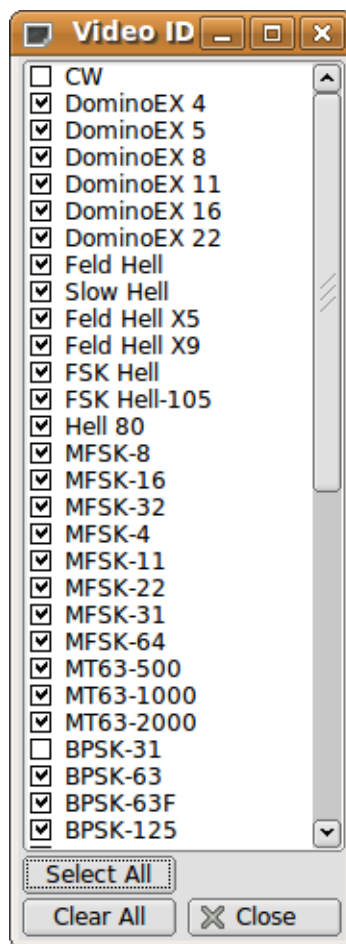 Video ID
CW
DominoEX 4
DominoEX 5
DominoEX 8
DominoEX 11
DominoEX 16
DominoEX 22
Feld Hell
Slow Hell
Feld Hell X5
Feld Hell X9
FSK Hell
FSK Hell-105
Hell 80
MFSK-8
MFSK-16
MFSK-32
MFSK-4
MFSK-11
MFSK-22
MFSK-31
MFSK-64
MT63-500
MT63-1000
MT63-2000
BPSK-31
BPSK-63
BPSK-63F
BPSK-125
Select All
Clear All Close